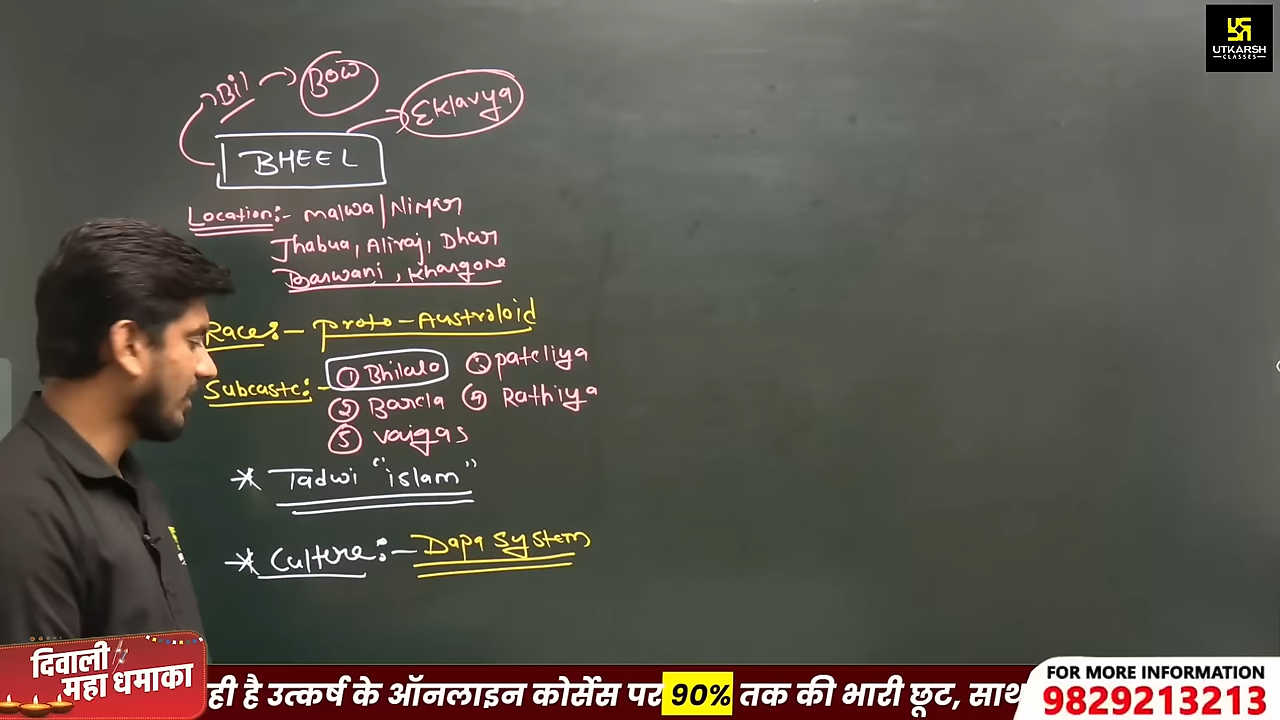 UTKARSH
CLASSES
Bil → Bow
Eklavya
BHEEL
Location:- Malwa/Nimar
Jhabua, Aliraj, Dhar
Barwani, Khargone
Race:- Proto-Australoid
Subcaste:- ① Bhilala ③ pateliya
② Barela ④ Rathiya
⑤ vaigas
* Tadwi "islam"
* Culture:- Dapa system
दिवाली
महा धमाका
ही है उत्कर्ष के ऑनलाइन कोर्सेस पर 90% तक की भारी छूट, साथ
FOR MORE INFORMATION
9829213213